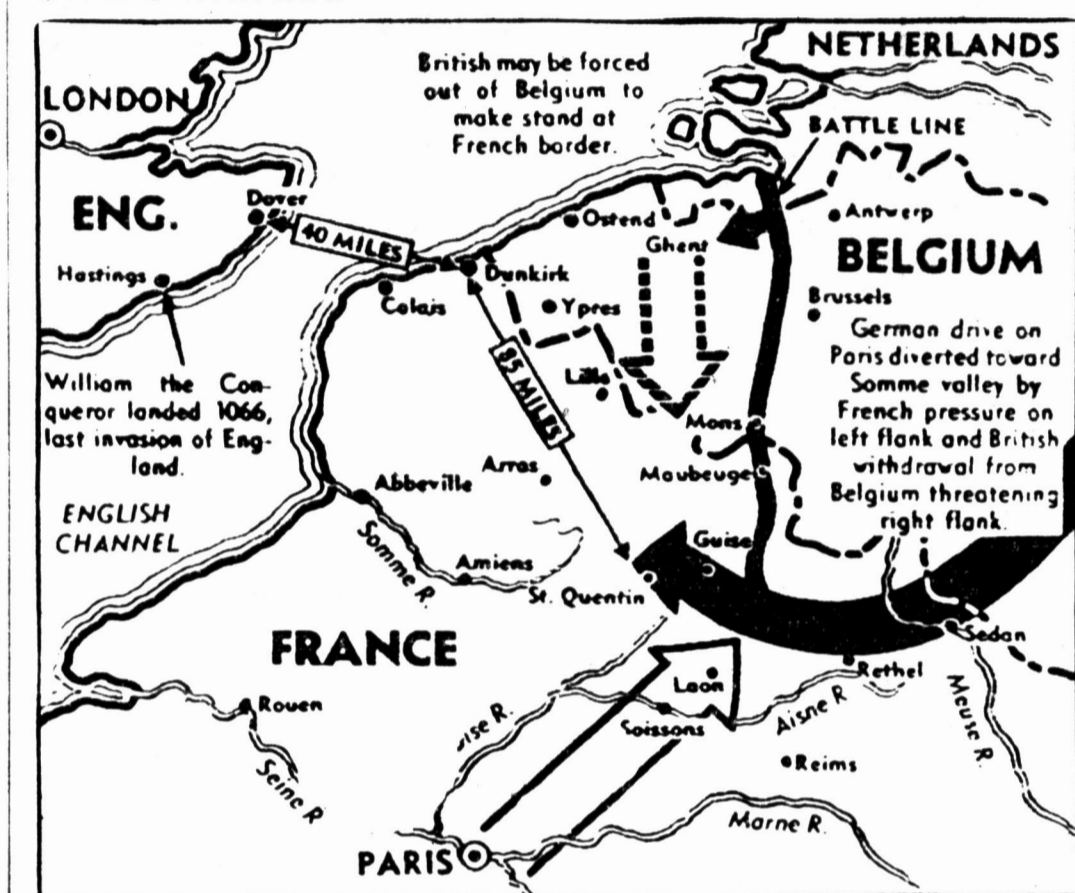 NETHERLANDS
British may be forced
out of Belgium to
make stand at
French border.
LONDON
BATTLE LINE
Dover
ENG.
40 MILES
Ostend
Antwerp
Ghent
BELGIUM
Hastings
Dunkirk
Calais
Ypres
Brussels
German drive on
Paris diverted toward
Somme valley by
French pressure on
left flank and British
withdrawal from
Belgium threatening
right flank.
85 MILES
William the Con-
queror landed 1066,
last invasion of Eng-
land.
Lille
Mons
Maubeuge
Arras
Abbeville
ENGLISH
CHANNEL
Somme R.
Guise
Amiens
St. Quentin
FRANCE
Sedan
Rethel
Laon
Meuse R.
Rouen
Soissons
Aisne R
ise R.
Reims
Seine R
Marne R.
PARIS